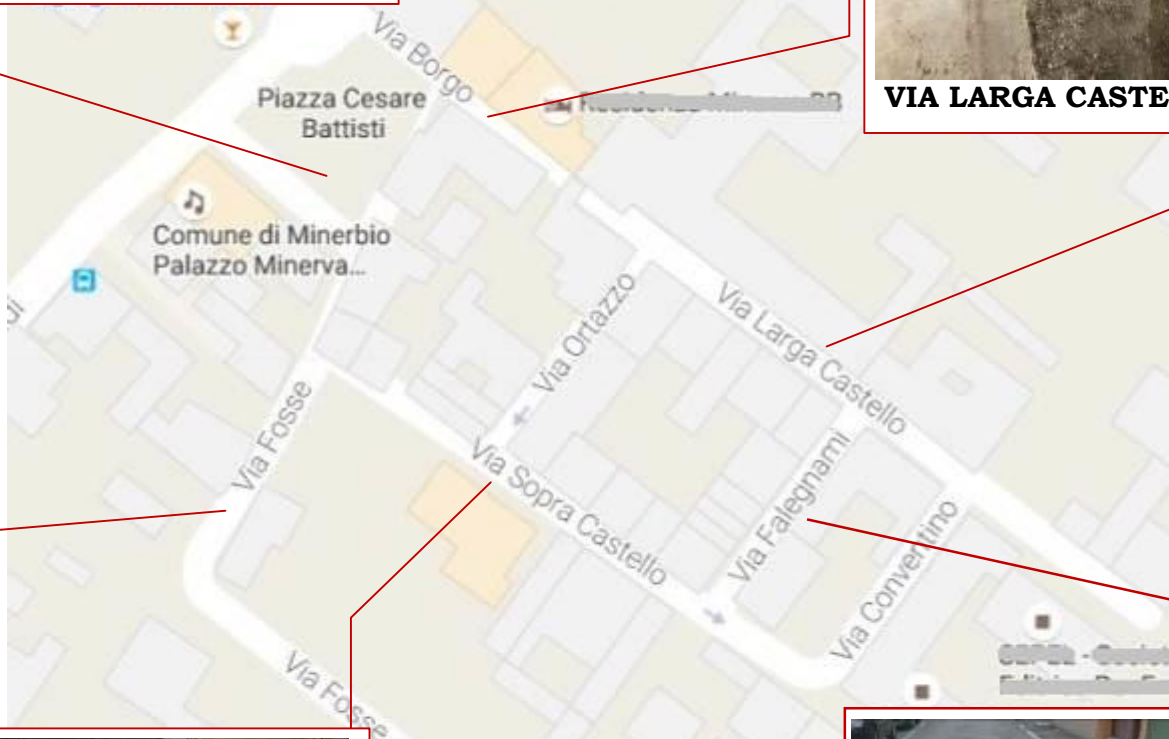 Via Borgo
Piazza Cesare
Battisti
VIA LARGA CASTE
Comune di Minerbio
Palazzo Minerva...
di
Via Ortazzo
Via Larga Castello
Via Fosse
Via Sopra Castello
Via Falegnami
Via Conventino
Via Fosse